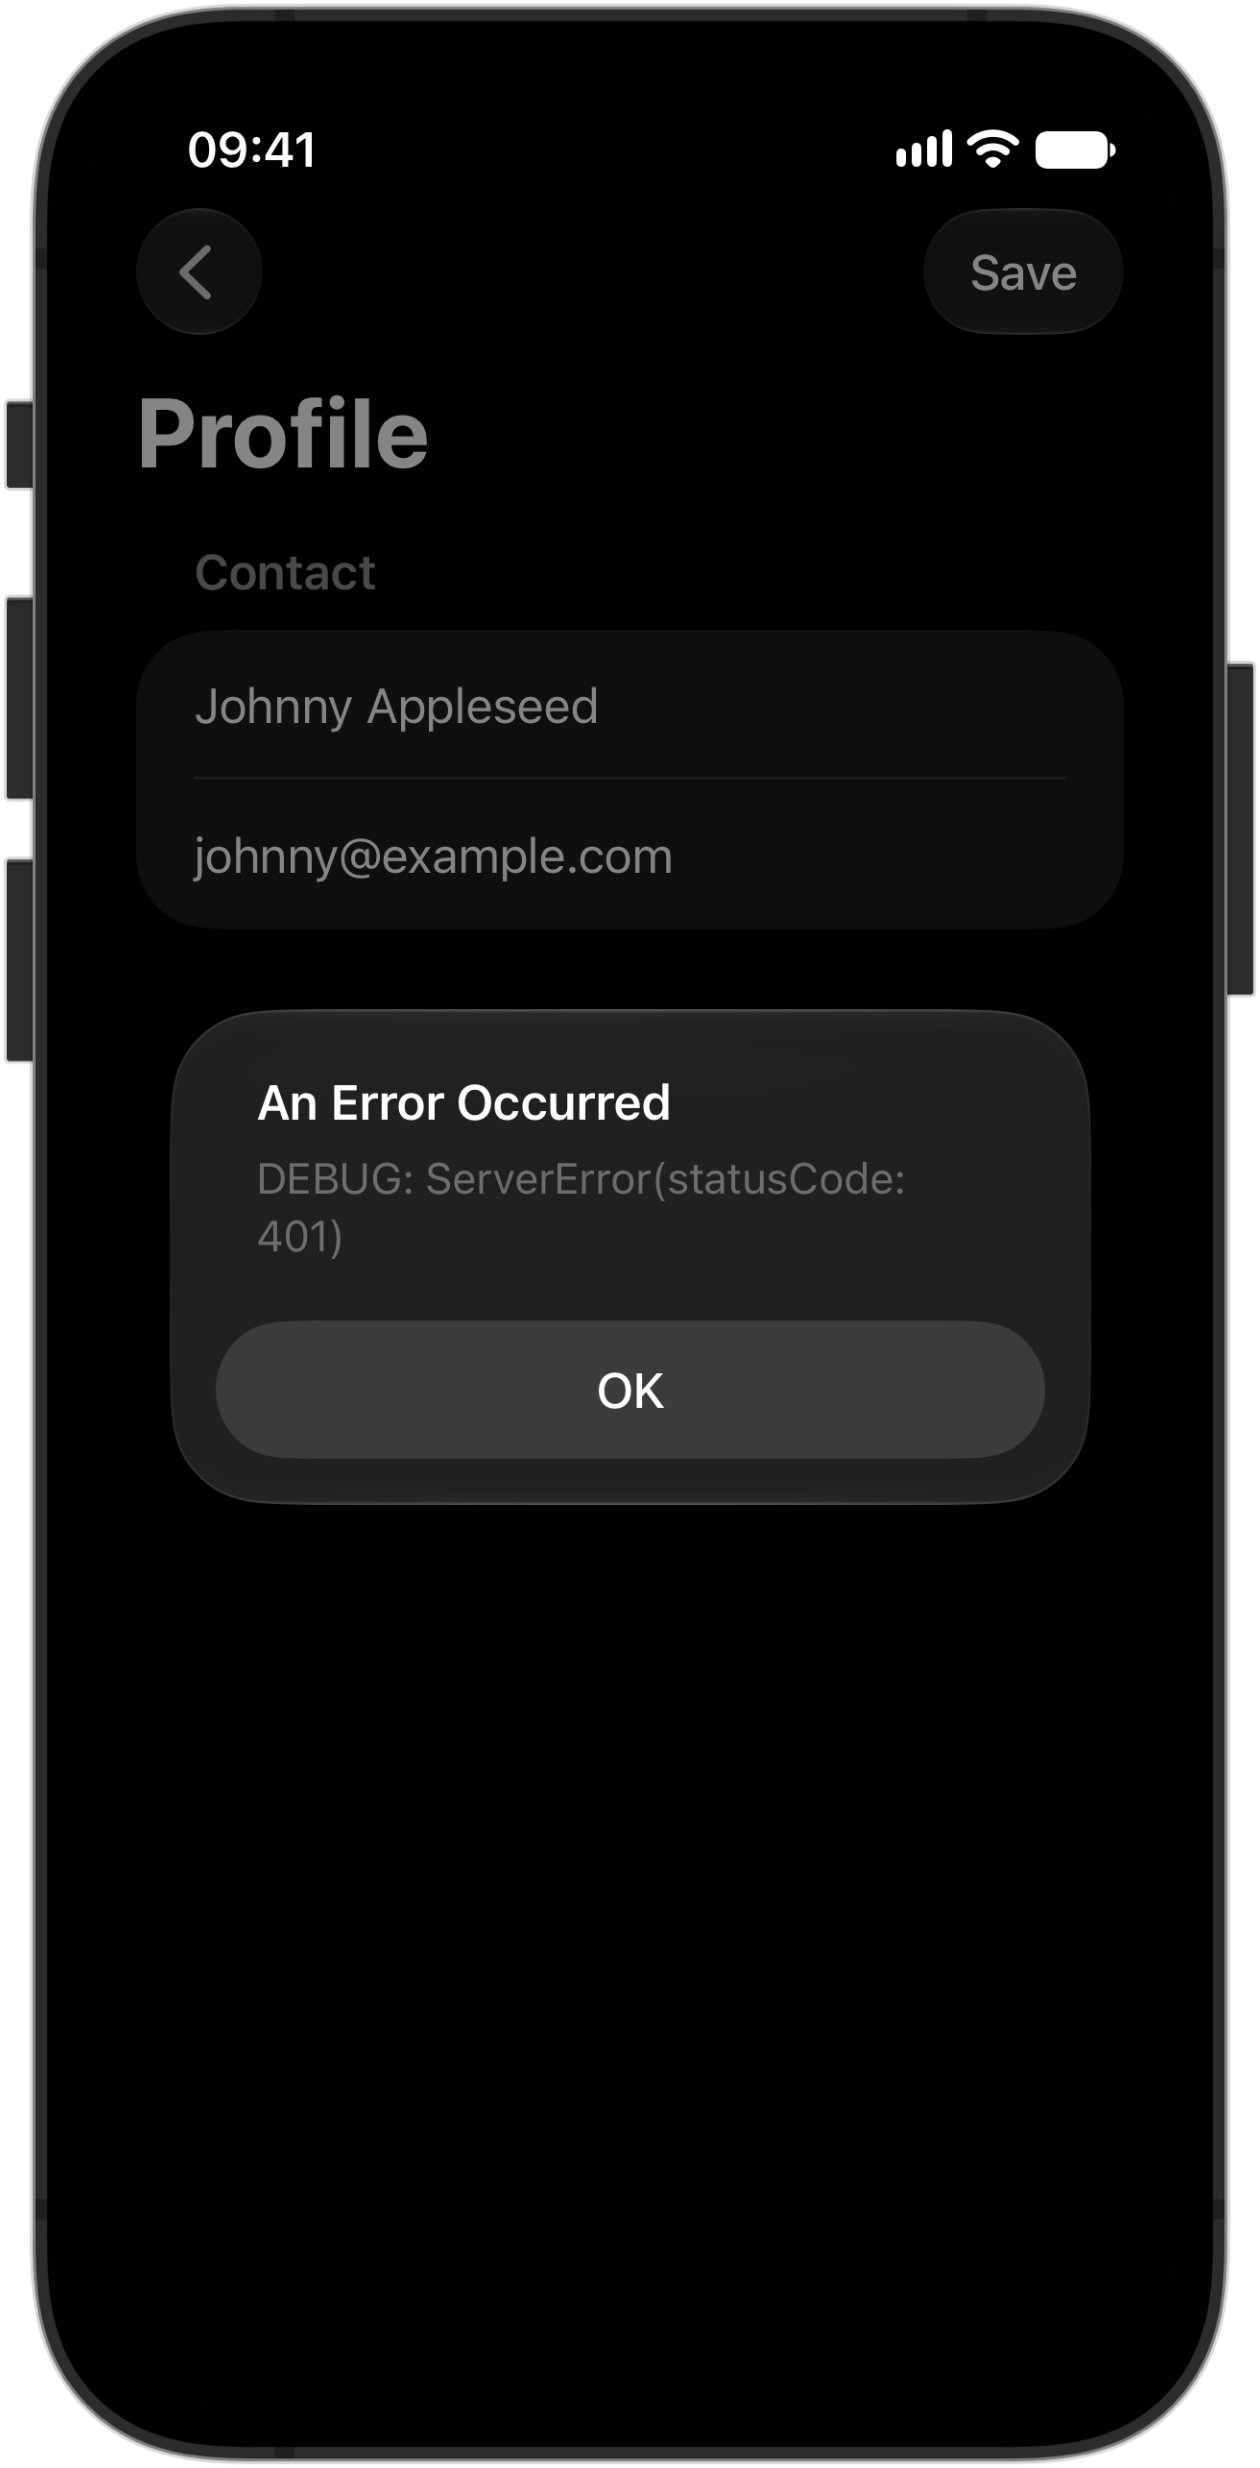 09:41
Save
Profile
Contact
Johnny Appleseed
johnny@example.com
An Error Occurred
DEBUG: ServerError(statusCode:
401)
OK